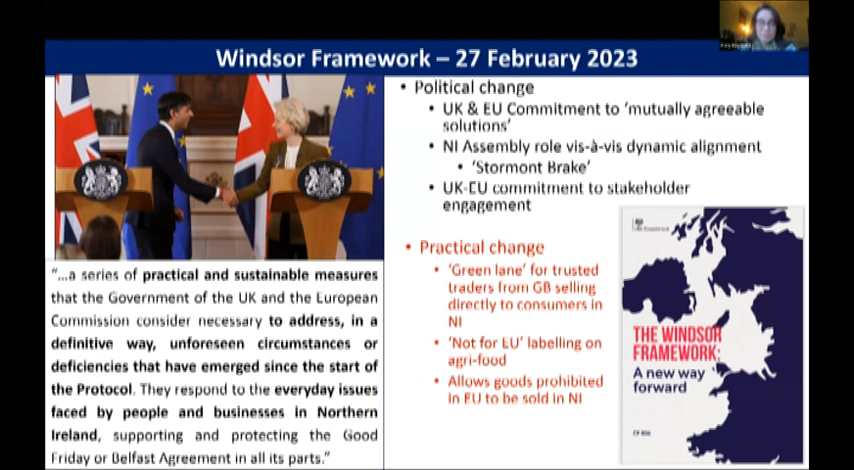 Windsor Framework – 27 February 2023
• Political change
• UK & EU Commitment to ‘mutually agreeable
solutions’
• NI Assembly role vis-à-vis dynamic alignment
• ‘Stormont Brake’
• UK-EU commitment to stakeholder
engagement
• Practical change
• ‘Green lane’ for trusted
traders from GB selling
directly to consumers in
NI
• ‘Not for EU’ labelling on
agri-food
• Allows goods prohibited
in EU to be sold in NI
“...a series of practical and sustainable measures
that the Government of the UK and the European
Commission consider necessary to address, in a
definitive way, unforeseen circumstances or
deficiencies that have emerged since the start of
the Protocol. They respond to the everyday issues
faced by people and businesses in Northern
Ireland, supporting and protecting the Good
Friday or Belfast Agreement in all its parts.”
THE WINDSOR
FRAMEWORK:
A new way
forward